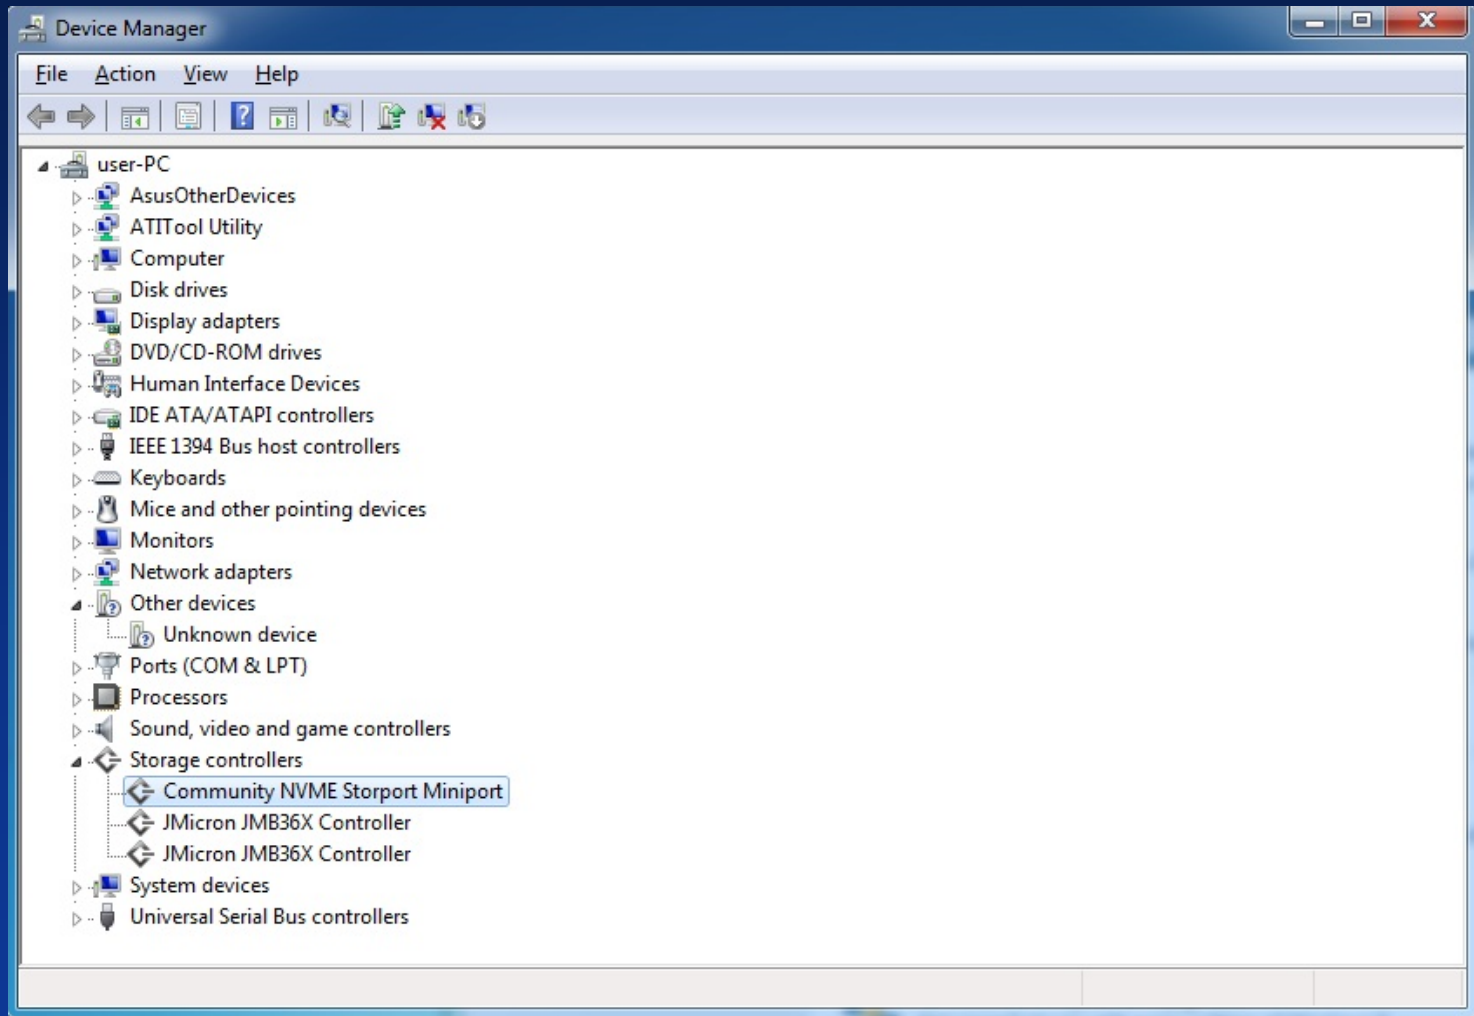 Device Manager
File Action View Help
user-PC
AsusOtherDevices
ATITool Utility
Computer
Disk drives
Display adapters
DVD/CD-ROM drives
Human Interface Devices
IDE ATA/ATAPI controllers
IEEE 1394 Bus host controllers
Keyboards
Mice and other pointing devices
Monitors
Network adapters
Other devices
Unknown device
Ports (COM & LPT)
Processors
Sound, video and game controllers
Storage controllers
Community NVME Storport Miniport
JMicron JMB36X Controller
JMicron JMB36X Controller
System devices
Universal Serial Bus controllers